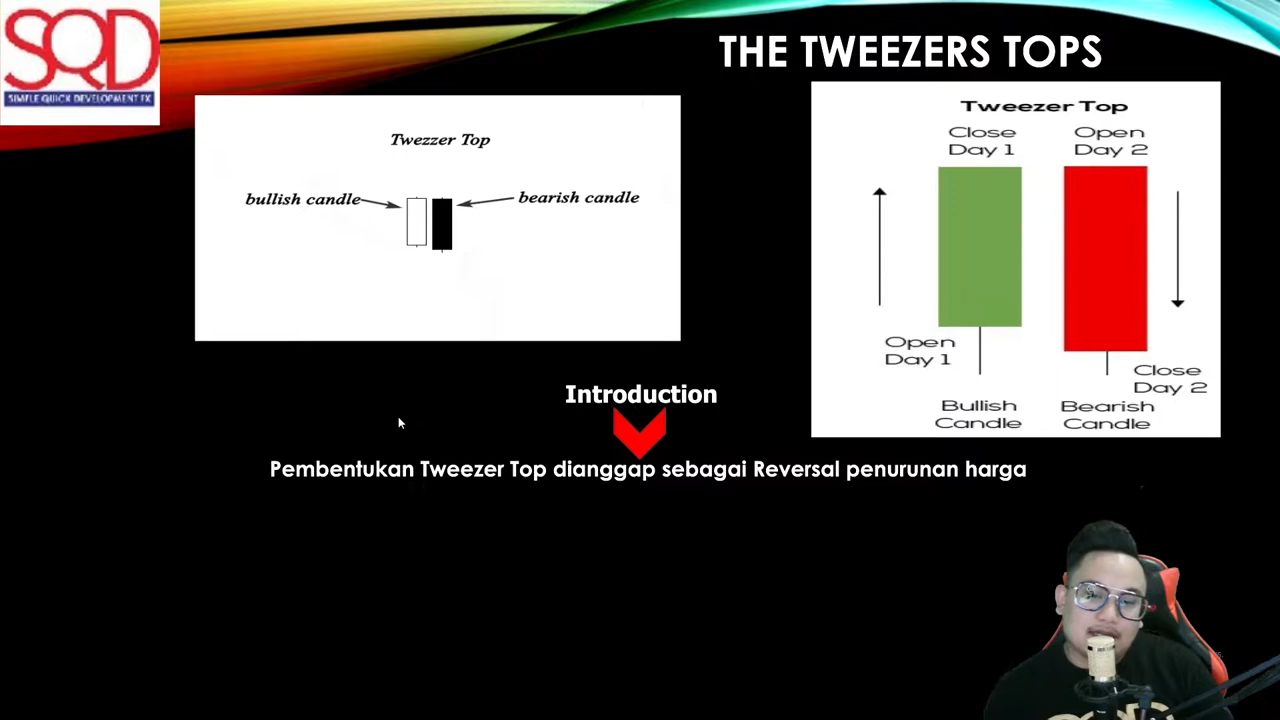 SQD
SIMPLE QUICK DEVELOPMENT FX
THE TWEEZERS TOPS
Twezzer Top
bullish candle
bearish candle
Tweezer Top
Close
Day 1
Open
Day 2
Open
Day 1
Close
Day 2
Bullish
Candle
Bearish
Candle
Introduction
Pembentukan Tweezer Top dianggap sebagai Reversal penurunan harga